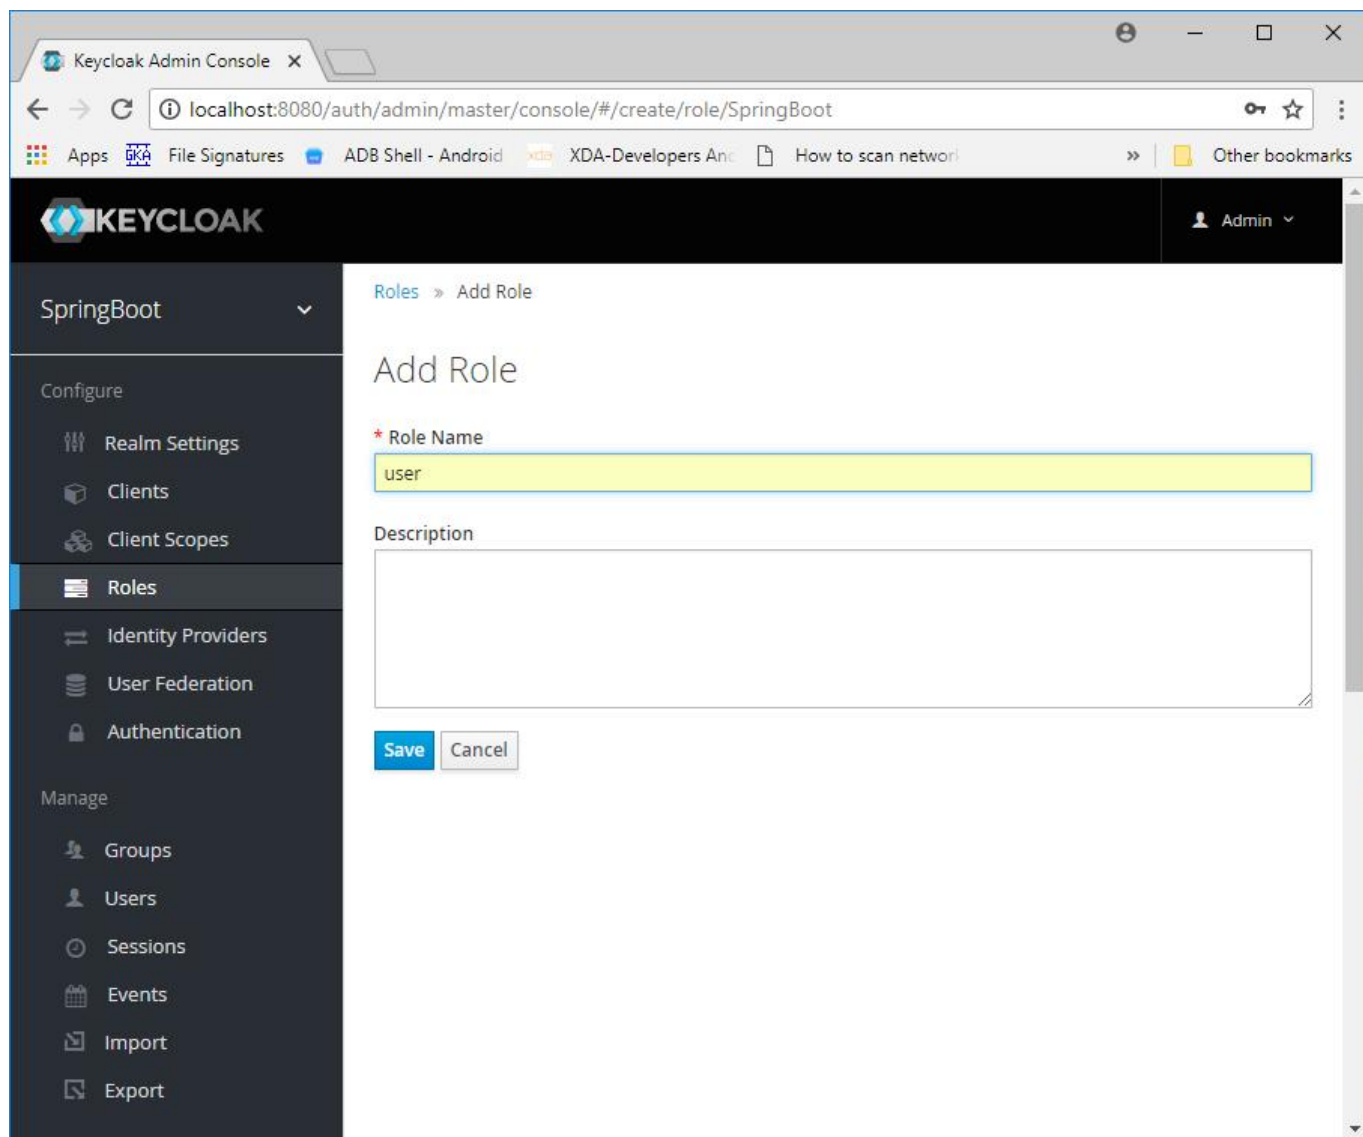 Keycloak Admin Console
localhost:8080/auth/admin/master/console/#/create/role/SpringBoot
Apps GKA File Signatures ADB Shell - Android xda XDA-Developers And How to scan networ » Other bookmarks
KEYCLOAK Admin
SpringBoot
Roles » Add Role
Add Role
Configure
Realm Settings
Clients
Client Scopes
Roles
Identity Providers
User Federation
Authentication
* Role Name
user
Description
Save Cancel
Manage
Groups
Users
Sessions
Events
Import
Export